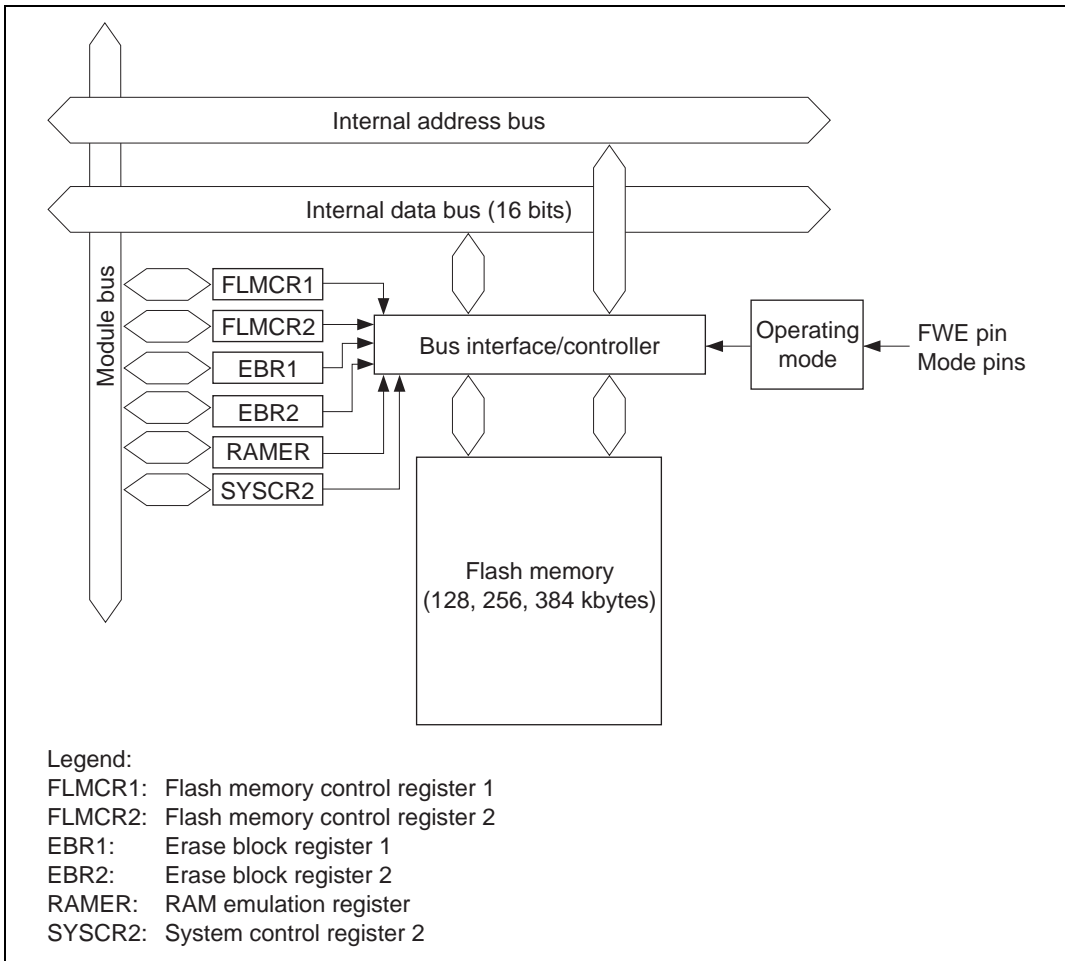 Internal address bus
Internal data bus (16 bits)
Module bus
FLMCR1
FLMCR2
EBR1
EBR2
RAMER
SYSCR2
Bus interface/controller
Operating
mode
FWE pin
Mode pins
Flash memory
(128, 256, 384 kbytes)
Legend:
FLMCR1: Flash memory control register 1
FLMCR2: Flash memory control register 2
EBR1: Erase block register 1
EBR2: Erase block register 2
RAMER: RAM emulation register
SYSCR2: System control register 2